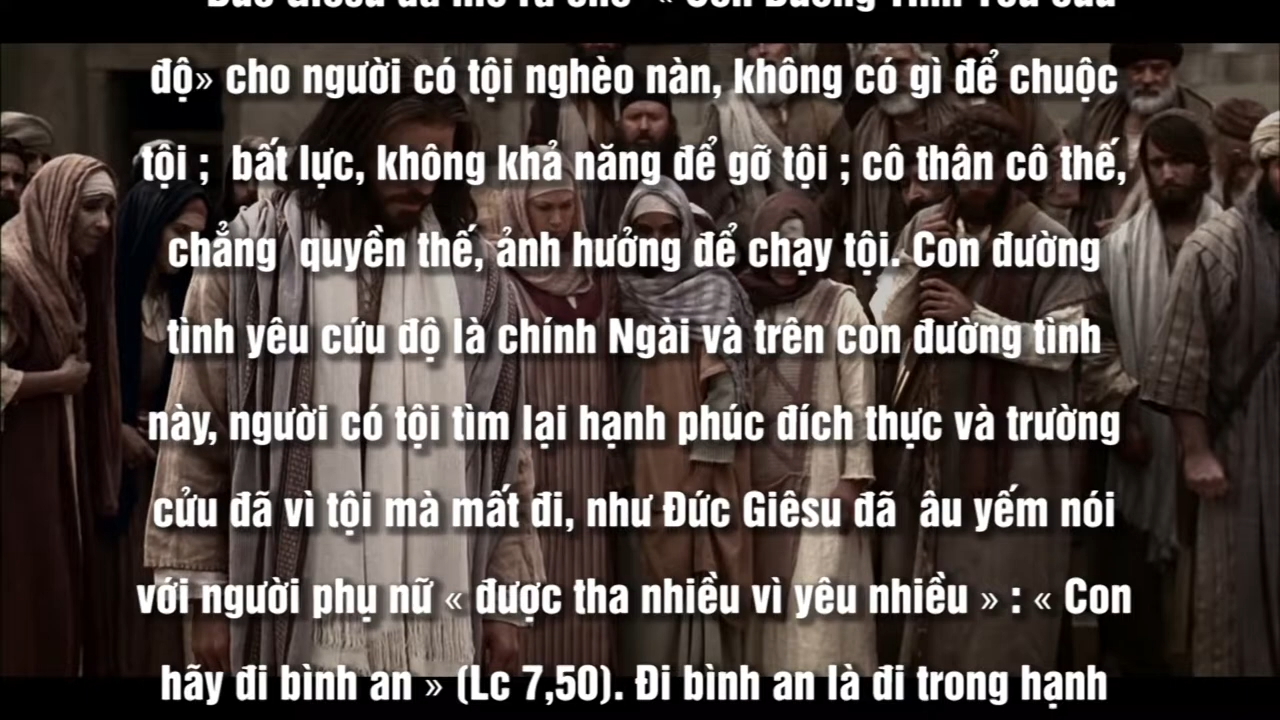 độ» cho người có tội nghèo nàn, không có gì để chuộc
tội ; bất lực, không khả năng để gỡ tội ; cô thân cô thế,
chẳng quyền thế, ảnh hưởng để chạy tội. Con đường
tình yêu cứu độ là chính Ngài và trên con đường tình
này, người có tội tìm lại hạnh phúc đích thực và trường
cửu đã vì tội mà mất đi, như Đức Giêsu đã âu yếm nói
với người phụ nữ « được tha nhiều vì yêu nhiều » : « Con
hãy đi bình an » (Lc 7,50). Đi bình an là đi trong hạnh